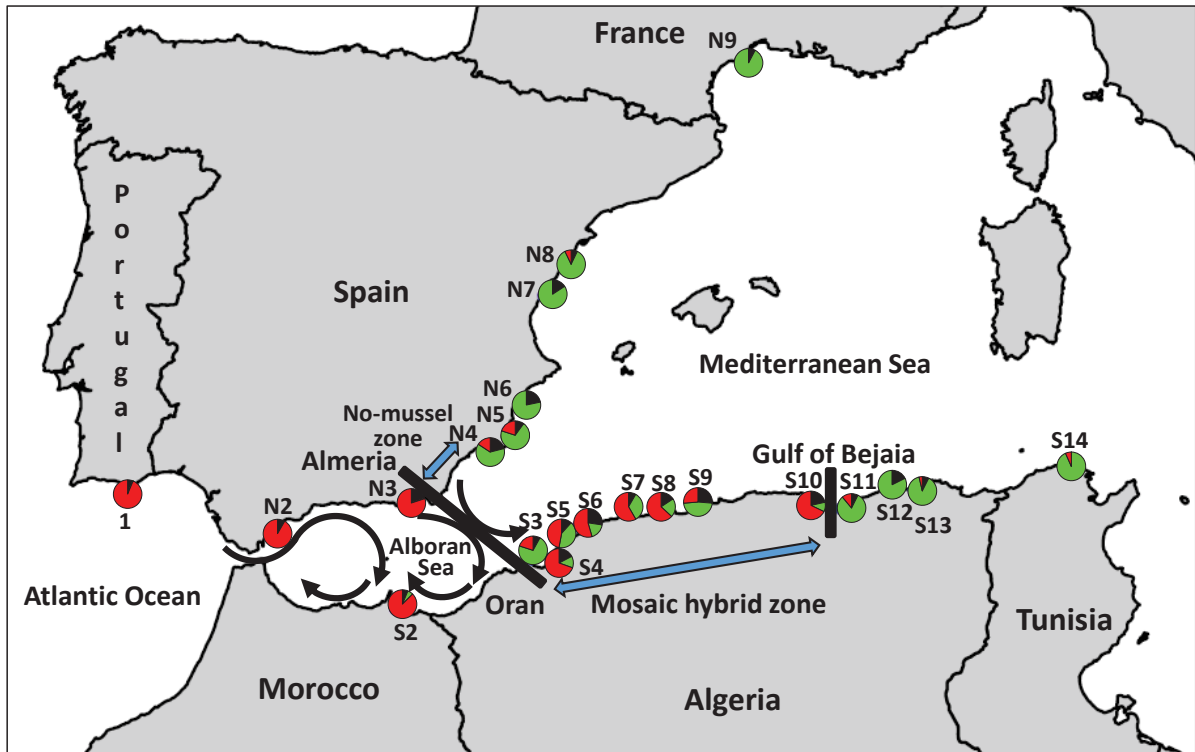 France
N9
Portugal
Spain
N8
N7
Mediterranean Sea
N6
N5
No-mussel
zone
N4
Almeria
N3
1
N2
Alboran
Sea
Atlantic Ocean
S2
Oran
S3
S5
S6
S4
S7
S8
S9
S10
Gulf of Bejaia
S11
S12
S13
S14
Mosaic hybrid zone
Morocco
Algeria
Tunisia